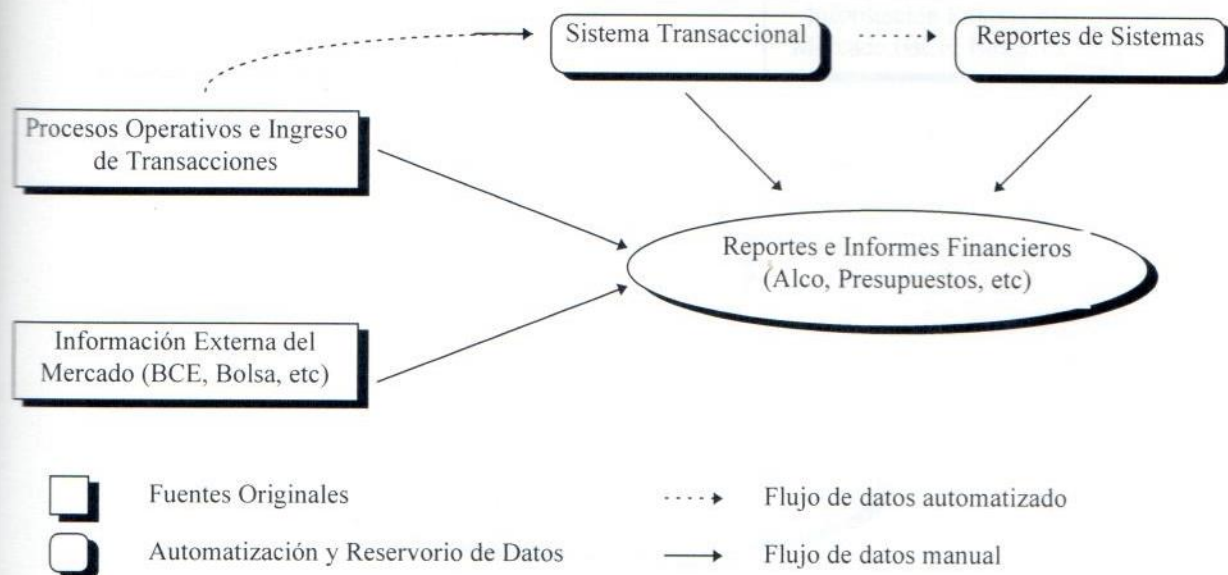 Sistema Transaccional
Reportes de Sistemas
Procesos Operativos e Ingreso
de Transacciones
Reportes e Informes Financieros
(Alco, Presupuestos, etc)
Información Externa del
Mercado (BCE, Bolsa, etc)
Fuentes Originales
Flujo de datos automatizado
Automatización y Reservorio de Datos
Flujo de datos manual